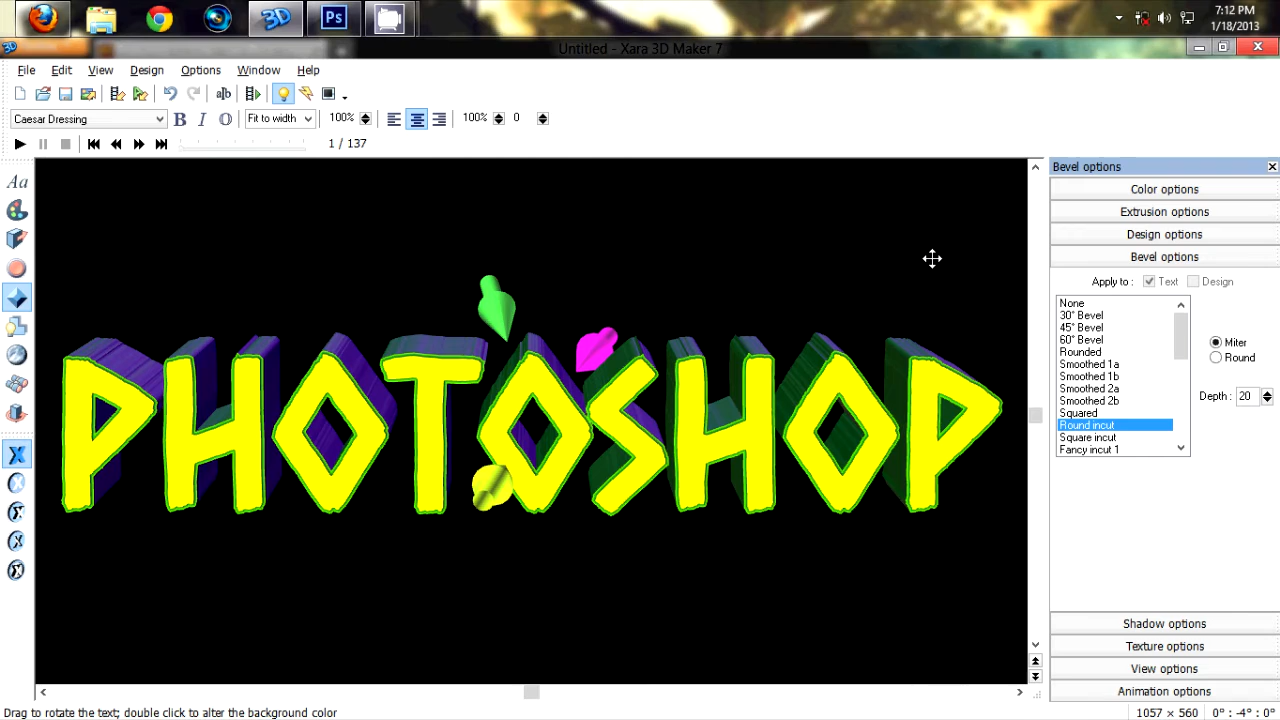 Ps
7:12 PM
1/18/2013
Untitled - Xara 3D Maker 7
File Edit View Design Options Window Help
Caesar Dressing B I O Fit to width 100% 100% 0
1 / 137
Aa
PHOTOSHOP
Bevel options
Color options
Extrusion options
Design options
Bevel options
Apply to : Text Design
None
30° Bevel
45° Bevel
60° Bevel
Rounded
Smoothed 1a
Smoothed 1b
Smoothed 2a
Smoothed 2b
Squared
Round incut
Square incut
Fancy incut 1
Miter
Round
Depth : 20
Shadow options
Texture options
View options
Animation options
Drag to rotate the text; double click to alter the background color
1057 × 560 0° : -4° : 0°